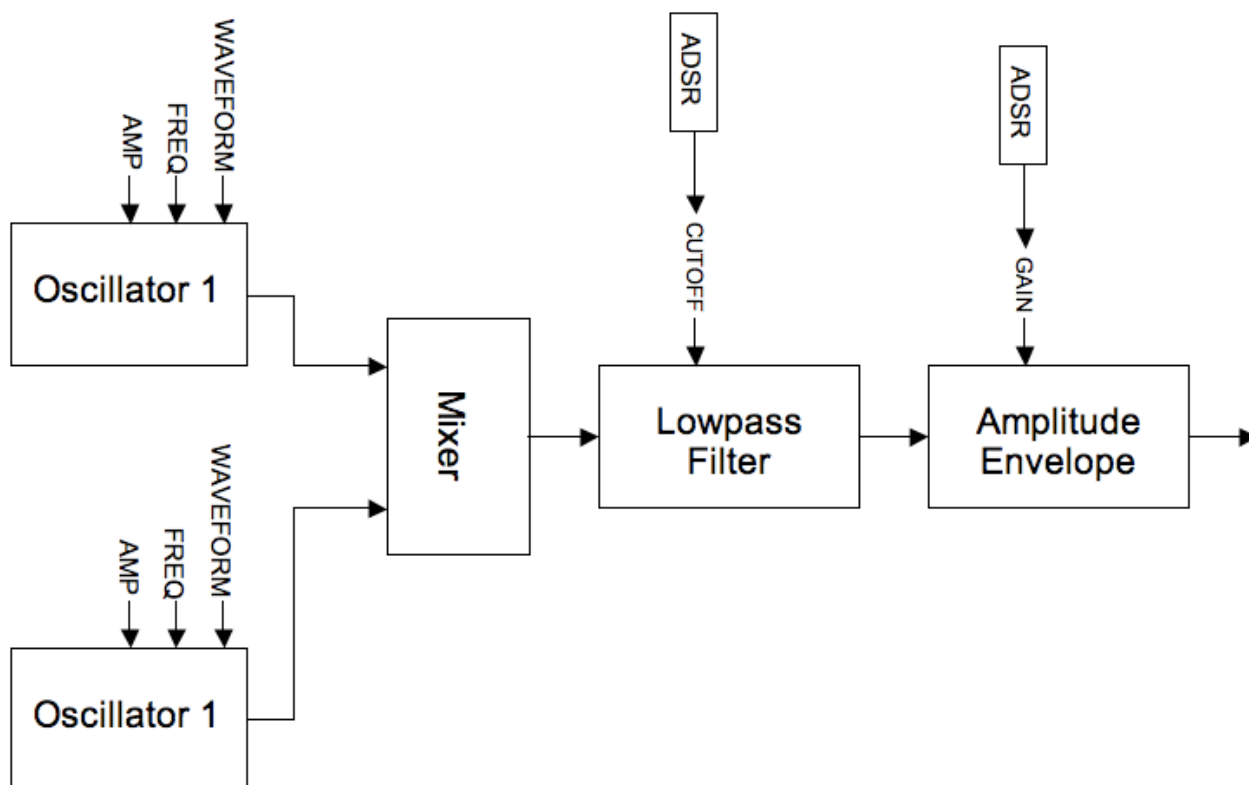 WAVEFORM
FREQ
AMP
Oscillator 1
ADSR
CUTOFF
ADSR
GAIN
Mixer
Lowpass
Filter
Amplitude
Envelope
WAVEFORM
FREQ
AMP
Oscillator 1